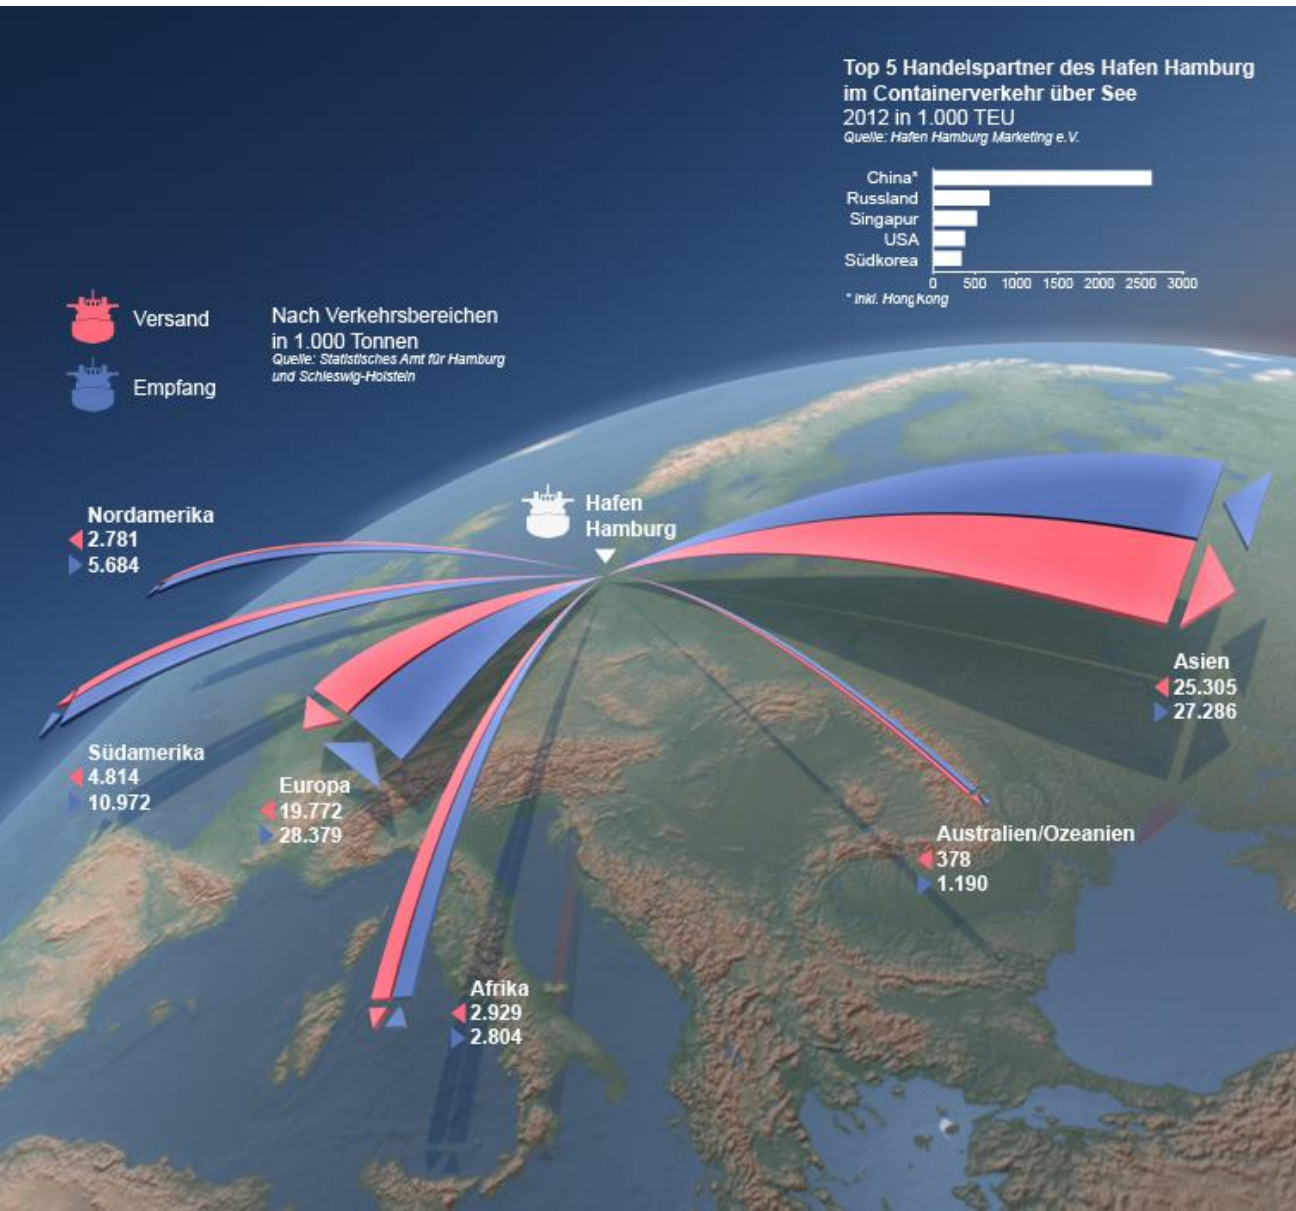 Top 5 Handelspartner des Hafen Hamburg
im Containerverkehr über See
2012 in 1.000 TEU
Quelle: Hafen Hamburg Marketing e.V.
China*
Russland
Singapur
USA
Südkorea
0 500 1000 1500 2000 2500 3000
* inkl. Hong Kong
Versand
Empfang
Nach Verkehrsbereichen
in 1.000 Tonnen
Quelle: Statistisches Amt für Hamburg
und Schleswig-Holstein
Hafen
Hamburg
Nordamerika
2.781
5.684
Asien
25.305
27.286
Südamerika
4.814
10.972
Europa
19.772
28.379
Australien/Ozeanien
378
1.190
Afrika
2.929
2.804